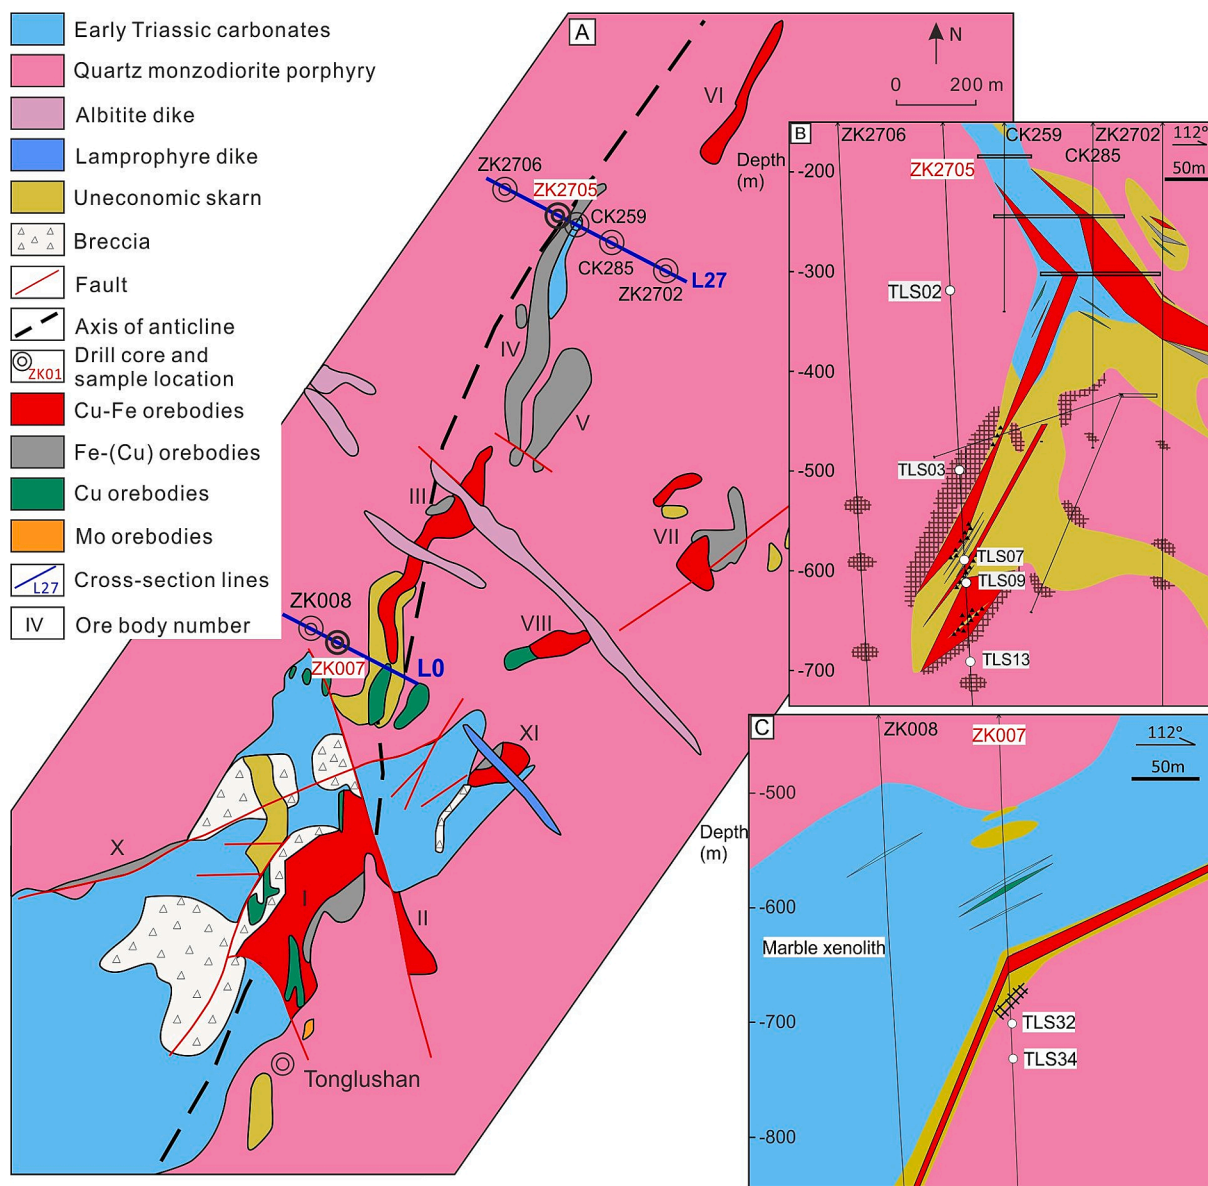 Early Triassic carbonates
Quartz monzodiorite porphyry
Albitite dike
Lamprophyre dike
Uneconomic skarn
Breccia
Fault
Axis of anticline
Drill core and
sample location
ZK01
Cu-Fe orebodies
Fe-(Cu) orebodies
Cu orebodies
Mo orebodies
Cross-section lines
L27
Ore body number
IV
A
N
0 200 m
VI
ZK2706
ZK2705
CK259
CK285
ZK2702
L27
IV
V
III
VII
ZK008
VIII
ZK007
L0
XI
X
I
II
Tonglushan
B
ZK2706
CK259
ZK2702
112°
ZK2705
CK285
50m
Depth
(m)
-200
-300
-400
-500
-600
-700
TLS02
TLS03
TLS07
TLS09
TLS13
C
ZK008
ZK007
112°
50m
Depth
(m)
-500
-600
-700
-800
Marble xenolith
TLS32
TLS34